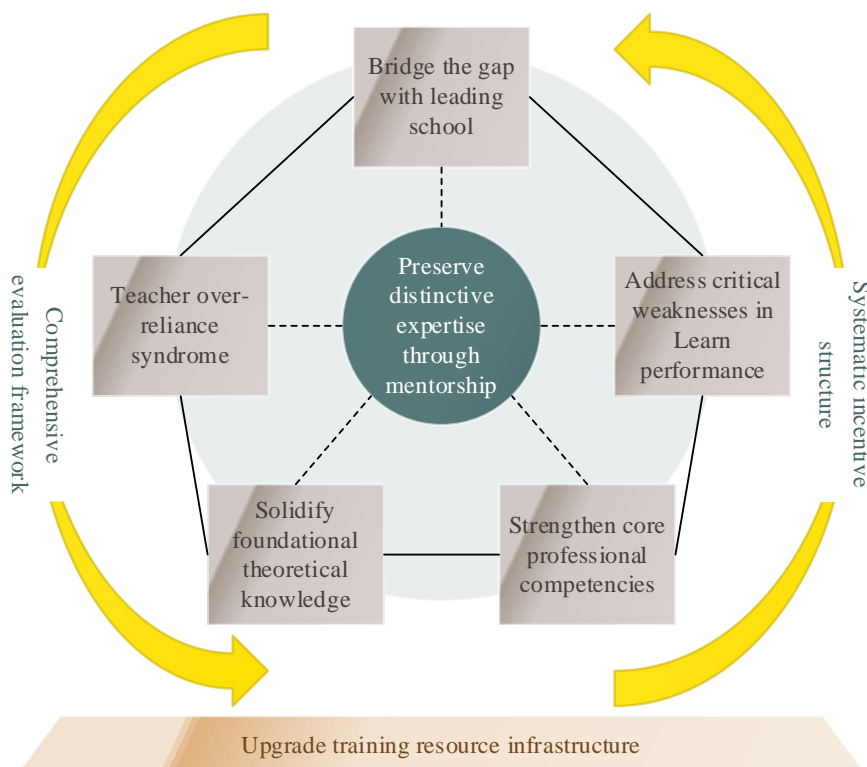 Bridge the gap
with leading
school
Teacher over-
reliance
syndrome
Preserve
distinctive
expertise
through
mentorship
Address critical
weaknesses in
Learn
performance
Comprehensive
evaluation framework
Systematic incentive
structure
Solidify
foundational
theoretical
knowledge
Strengthen core
professional
competencies
Upgrade training resource infrastructure